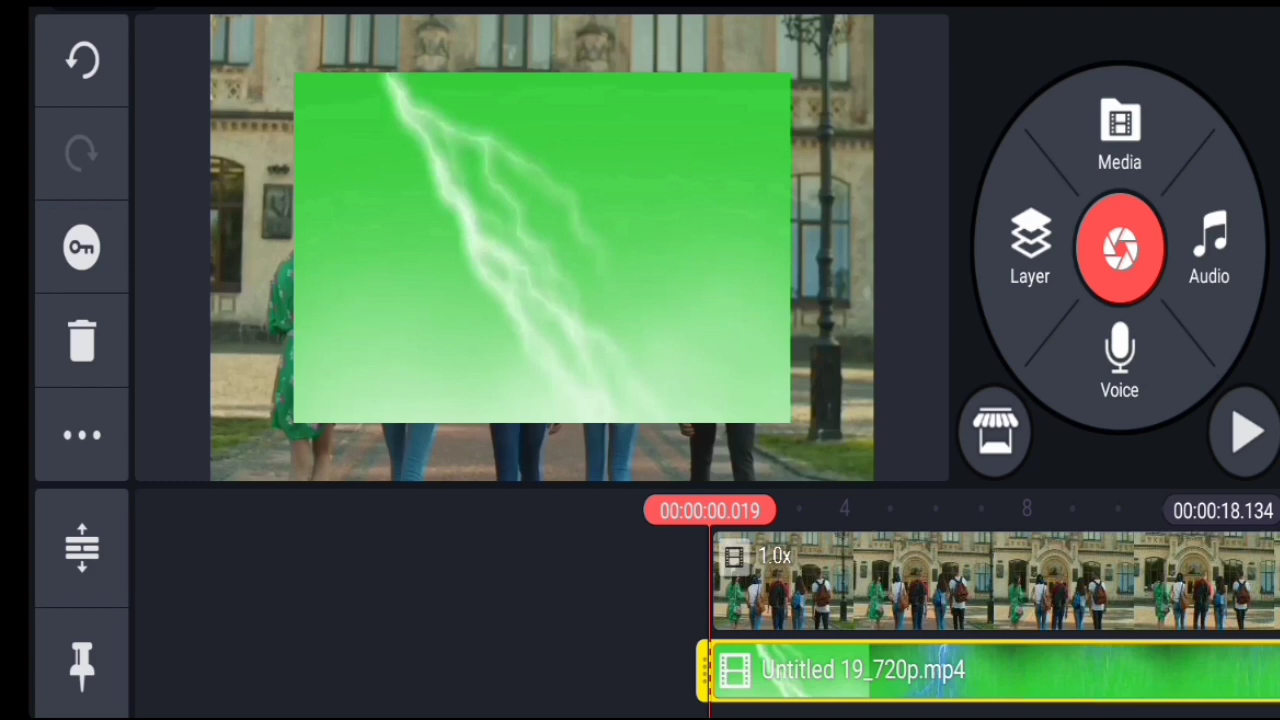 Media
Layer
Audio
Voice
00:00:00.019
4
8
00:00:18.134
1.0x
Untitled 19_720p.mp4